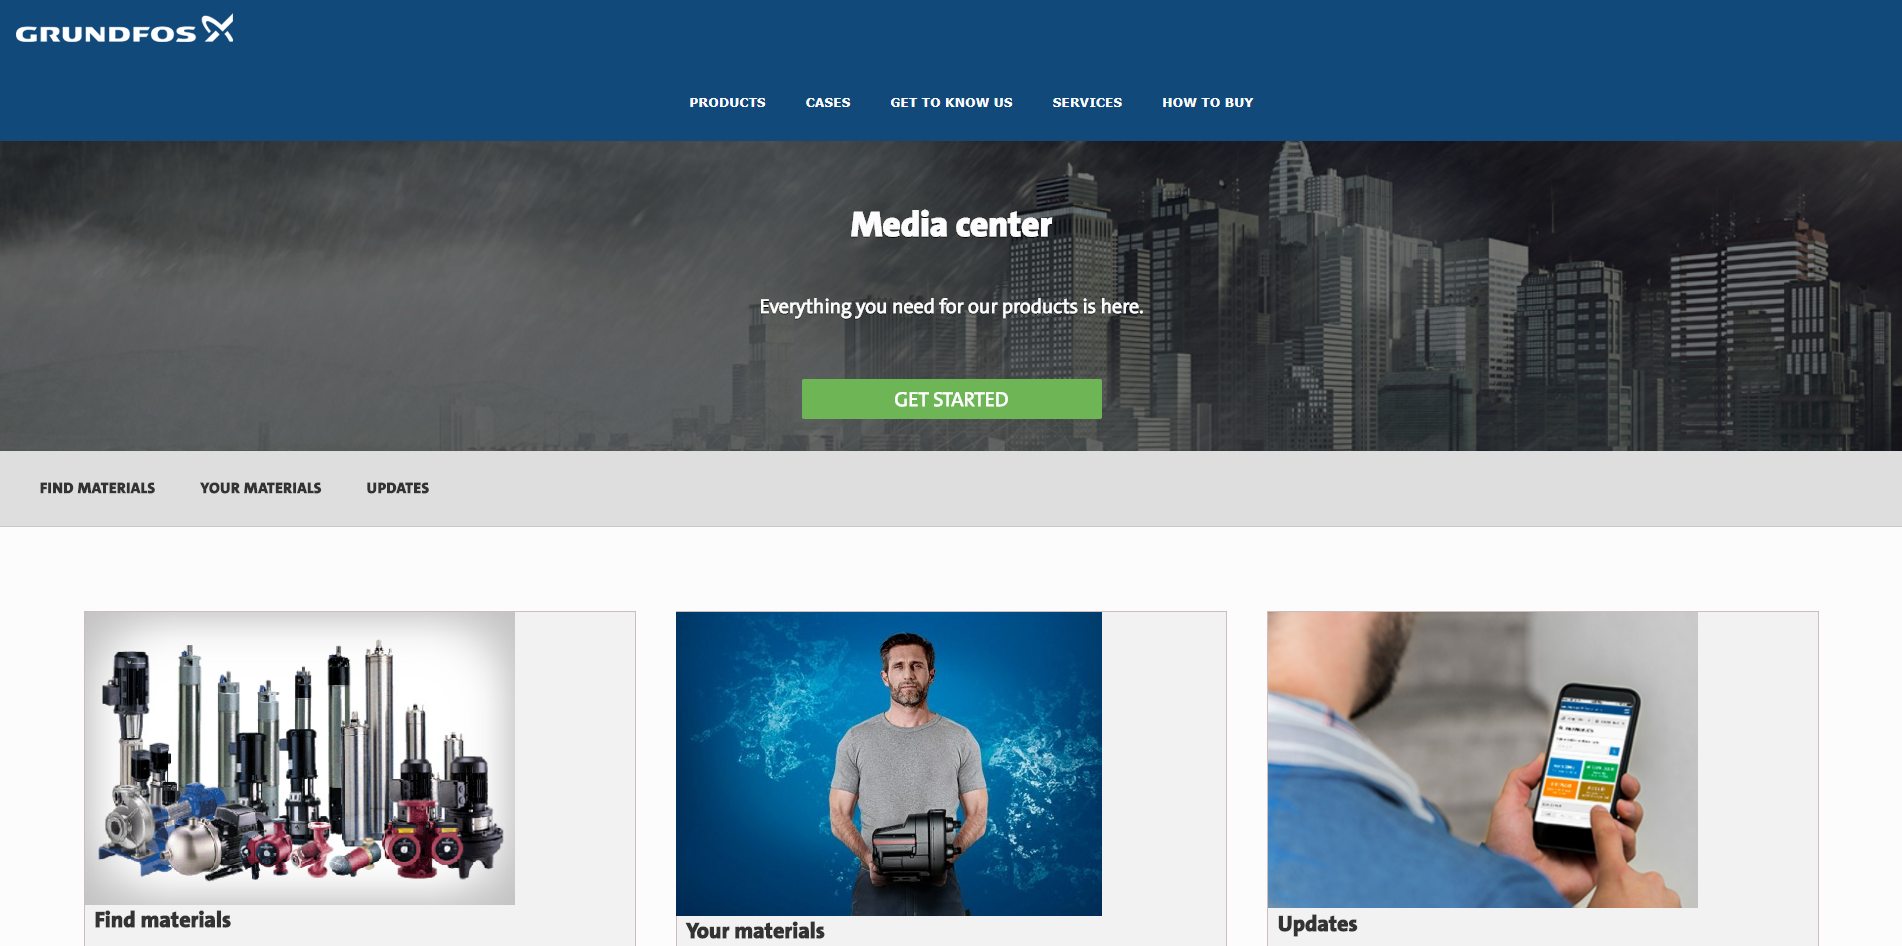 GRUNDFOS
PRODUCTS CASES GET TO KNOW US SERVICES HOW TO BUY
Media center
Everything you need for our products is here.
GET STARTED
FIND MATERIALS YOUR MATERIALS UPDATES
Find materials
Your materials
Updates